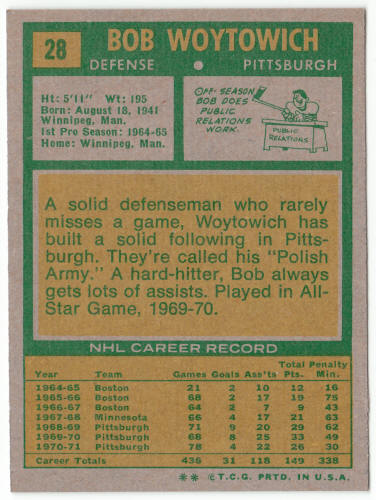 28
BOB WOYTOWICH
DEFENSE • PITTSBURGH
Ht: 5'11" Wt: 195
Born: August 18, 1941
Winnipeg, Man.
1st Pro Season: 1964-65
Home: Winnipeg, Man.
OFF-SEASON
BOB DOES
PUBLIC
RELATIONS
WORK.
PUBLIC
RELATIONS
A solid defenseman who rarely
misses a game, Woytowich has
built a solid following in Pitts-
burgh. They're called his "Polish
Army." A hard-hitter, Bob always
gets lots of assists. Played in All-
Star Game, 1969-70.
NHL CAREER RECORD
Total Penalty
Year Team Games Goals Ass'ts Pts. Min.
1964-65 Boston 21 2 10 12 16
1965-66 Boston 68 2 17 19 75
1966-67 Boston 64 2 7 9 43
1967-68 Minnesota 66 4 17 21 63
1968-69 Pittsburgh 71 9 20 29 62
1969-70 Pittsburgh 68 8 25 33 49
1970-71 Pittsburgh 78 4 22 26 30
Career Totals 436 31 118 149 338
** © T.C.G. PRTD. IN U.S.A.